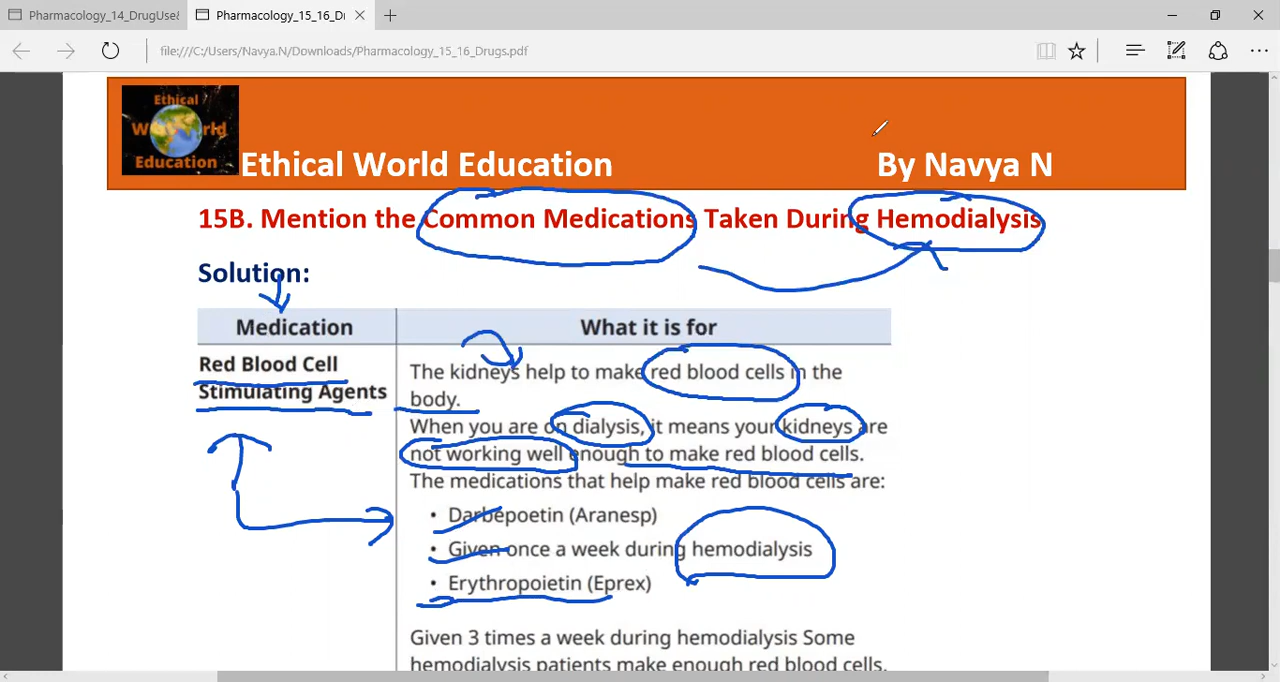 Pharmacology_14_DrugUse&
Pharmacology_15_16_Dr
file:///C:/Users/Navya.N/Downloads/Pharmacology_15_16_Drugs.pdf
Ethical
World
Education
Ethical World Education By Navya N
15B. Mention the Common Medications Taken During Hemodialysis
Solution:
Medication What it is for
Red Blood Cell
Stimulating Agents
The kidneys help to make red blood cells in the
body.
When you are on dialysis, it means your kidneys are
not working well enough to make red blood cells.
The medications that help make red blood cells are:
• Darbepoetin (Aranesp)
• Given once a week during hemodialysis
• Erythropoietin (Eprex)
Given 3 times a week during hemodialysis Some
hemodialysis patients make enough red blood cells.